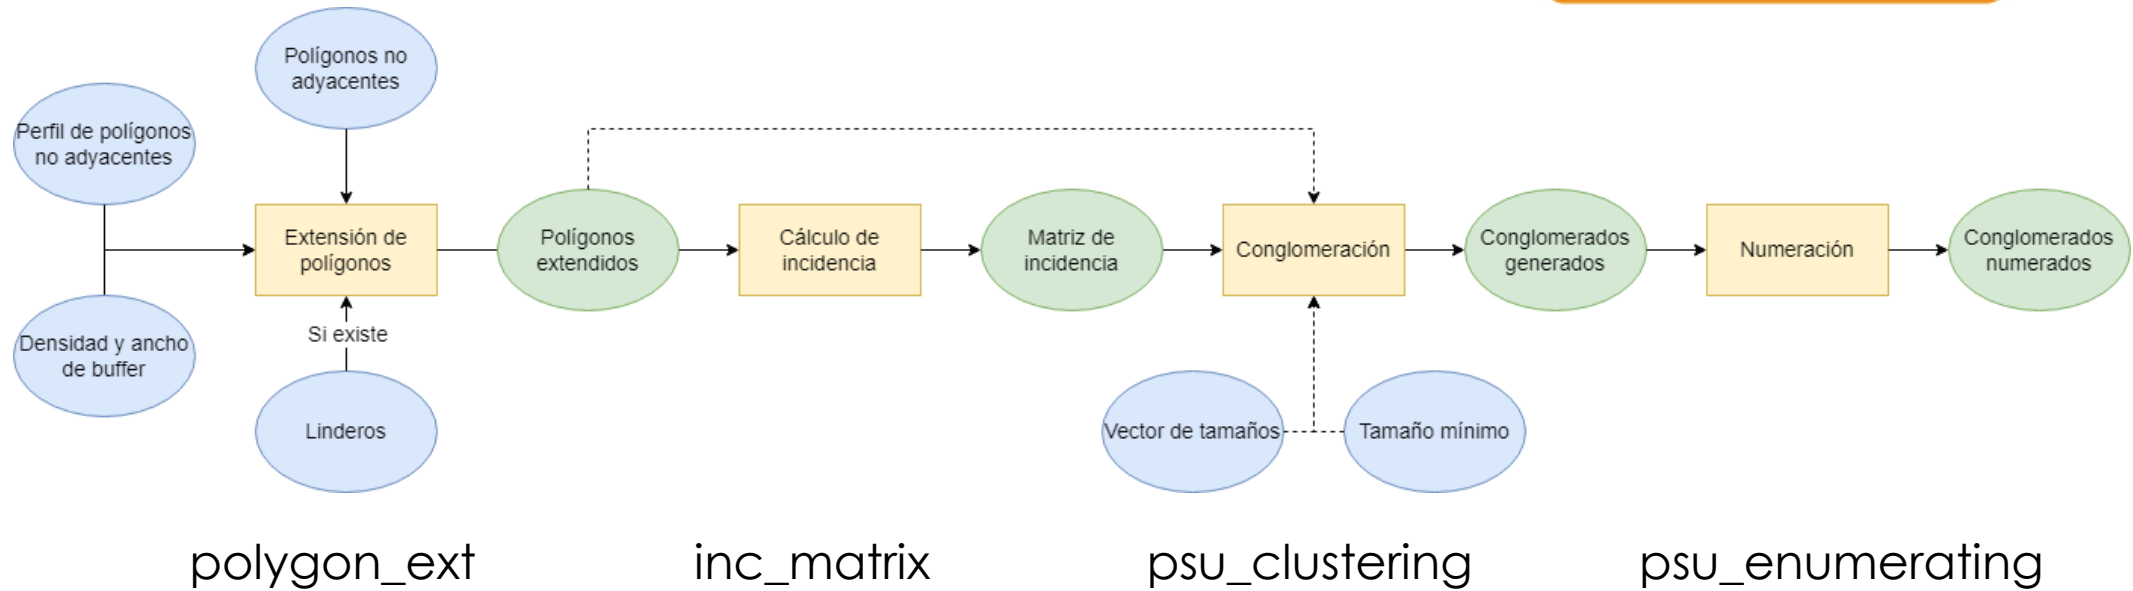 Polígonos no
adyacentes
Perfil de polígonos
no adyacentes
Extensión de
polígonos
Polígonos
extendidos
Cálculo de
incidencia
Matriz de
incidencia
Conglomeración
Conglomerados
generados
Numeración
Conglomerados
numerados
Si existe
Densidad y ancho
de buffer
Linderos
Vector de tamaños
Tamaño mínimo
polygon_ext
inc_matrix
psu_clustering
psu_enumerating